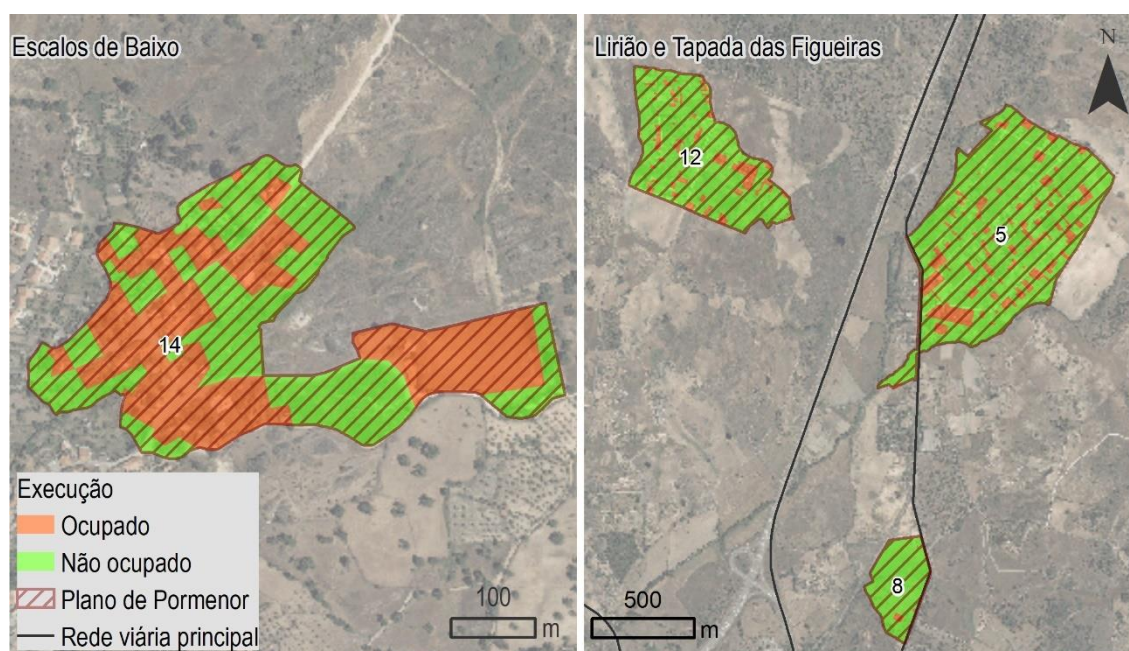 Escalos de Baixo
14
Execução
Ocupado
Não ocupado
Plano de Pormenor
Rede viária principal
100
m
Lirião e Tapada das Figueiras
N
12
5
8
500
m